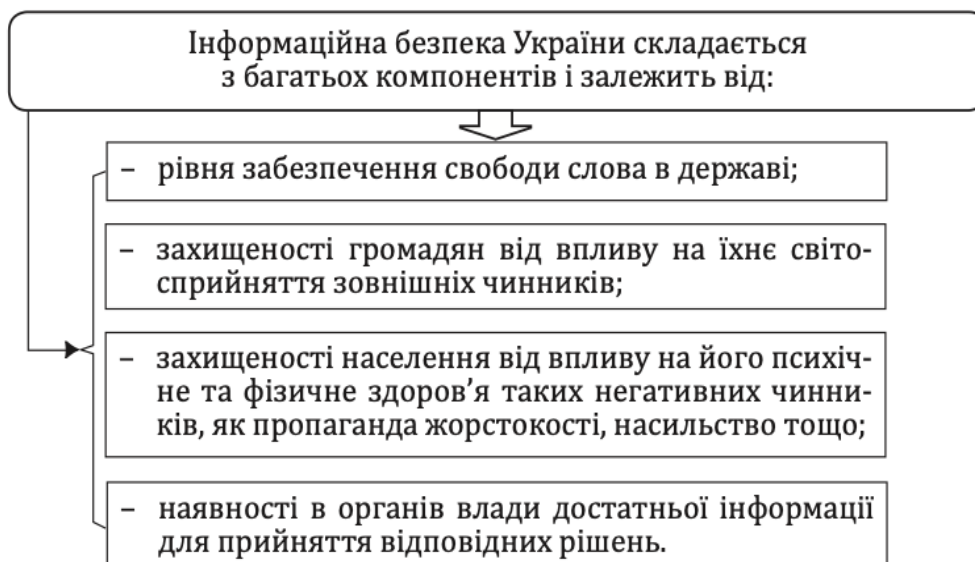 Інформаційна безпека України складається
з багатьох компонентів і залежить від:
– рівня забезпечення свободи слова в державі;
– захищеності громадян від впливу на їхнє світо-
сприйняття зовнішніх чинників;
– захищеності населення від впливу на його психіч-
не та фізичне здоров’я таких негативних чинни-
ків, як пропаганда жорстокості, насильство тощо;
– наявності в органів влади достатньої інформації
для прийняття відповідних рішень.